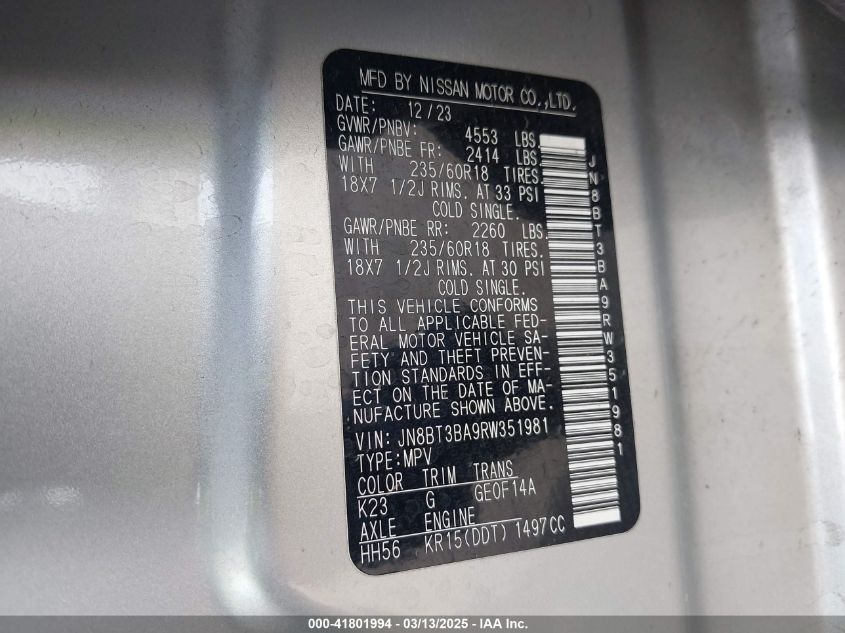 MFD BY NISSAN MOTOR CO.,LTD.
DATE: 12/23
GVWR/PNBV: 4553 LBS.
GAWR/PNBE FR: 2414 LBS.
WITH 235/60R18 TIRES
18X7 1/2J RIMS. AT 33 PSI
COLD SINGLE.
GAWR/PNBE RR: 2260 LBS.
WITH 235/60R18 TIRES.
18X7 1/2J RIMS. AT 30 PSI
COLD SINGLE.
THIS VEHICLE CONFORMS
TO ALL APPLICABLE FED-
ERAL MOTOR VEHICLE SA-
FETY AND THEFT PREVEN-
TION STANDARDS IN EFF-
ECT ON THE DATE OF MA-
NUFACTURE SHOWN ABOVE.
VIN: JN8BT3BA9RW351981
TYPE:MPV
COLOR TRIM TRANS
K23 G GE0F14A
AXLE ENGINE
HH56 KR15(DDT) 1497CC
JN8BT3BA9RW351981
000-41801994 — 03/13/2025 — IAA Inc.